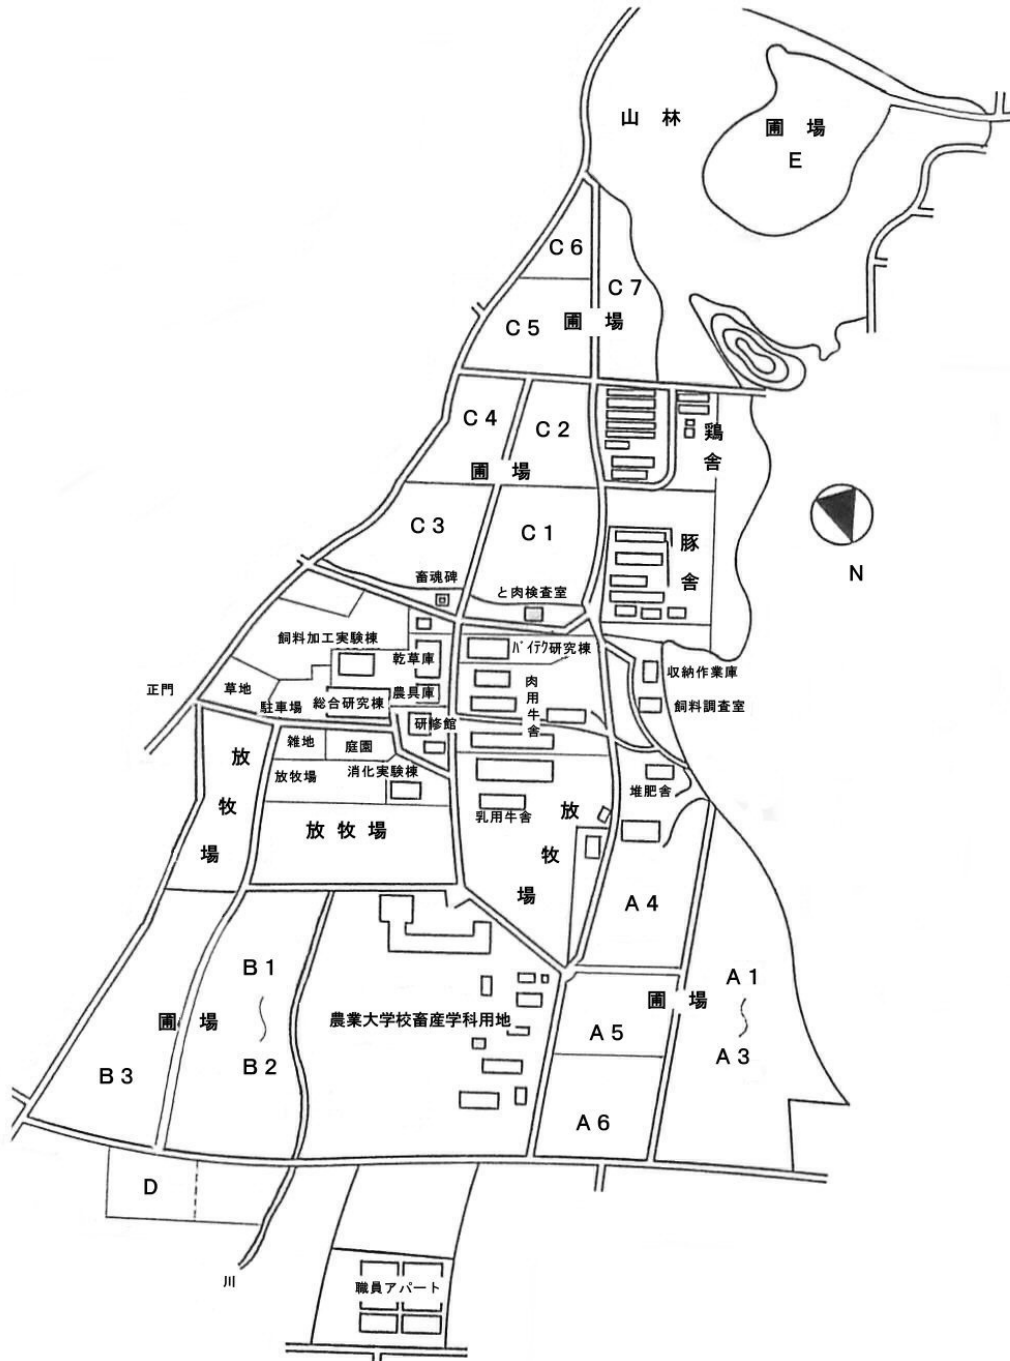 山 林
圃 場
E
C 6
C 7
C 5
圃 場
C 4
C 2
鶏
舎
圃 場
C 3
C 1
豚
舎
N
畜魂碑
と肉検査室
飼料加工実験棟
乾草庫
バイテク研究棟
収納作業庫
正門
草地
駐車場
総合研究棟
農具庫
肉
用
牛
舎
飼料調査室
研修館
雑地
庭園
放
牧
場
放牧場
消化実験棟
堆肥舎
乳用牛舎
放
牧
場
放 牧 場
A 4
B 1
A 1
圃 場
圃 場
農業大学校畜産学科用地
A 5
A 3
B 2
B 3
A 6
D
川
職員アパート